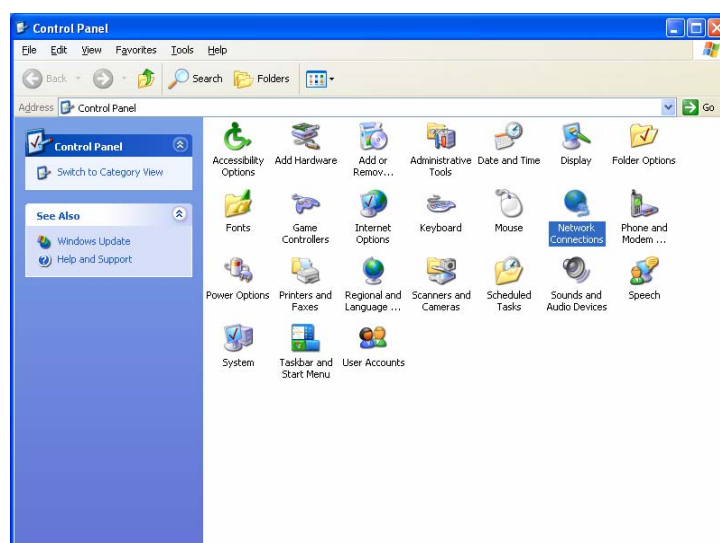 Control Panel
File Edit View Favorites Tools Help
Back Search Folders
Address Control Panel Go
Control Panel
Switch to Category View
See Also
Windows Update
Help and Support
Accessibility Options
Add Hardware
Add or Remov...
Administrative Tools
Date and Time
Display
Folder Options
Fonts
Game Controllers
Internet Options
Keyboard
Mouse
Network Connections
Phone and Modem ...
Power Options
Printers and Faxes
Regional and Language ...
Scanners and Cameras
Scheduled Tasks
Sounds and Audio Devices
Speech
System
Taskbar and Start Menu
User Accounts